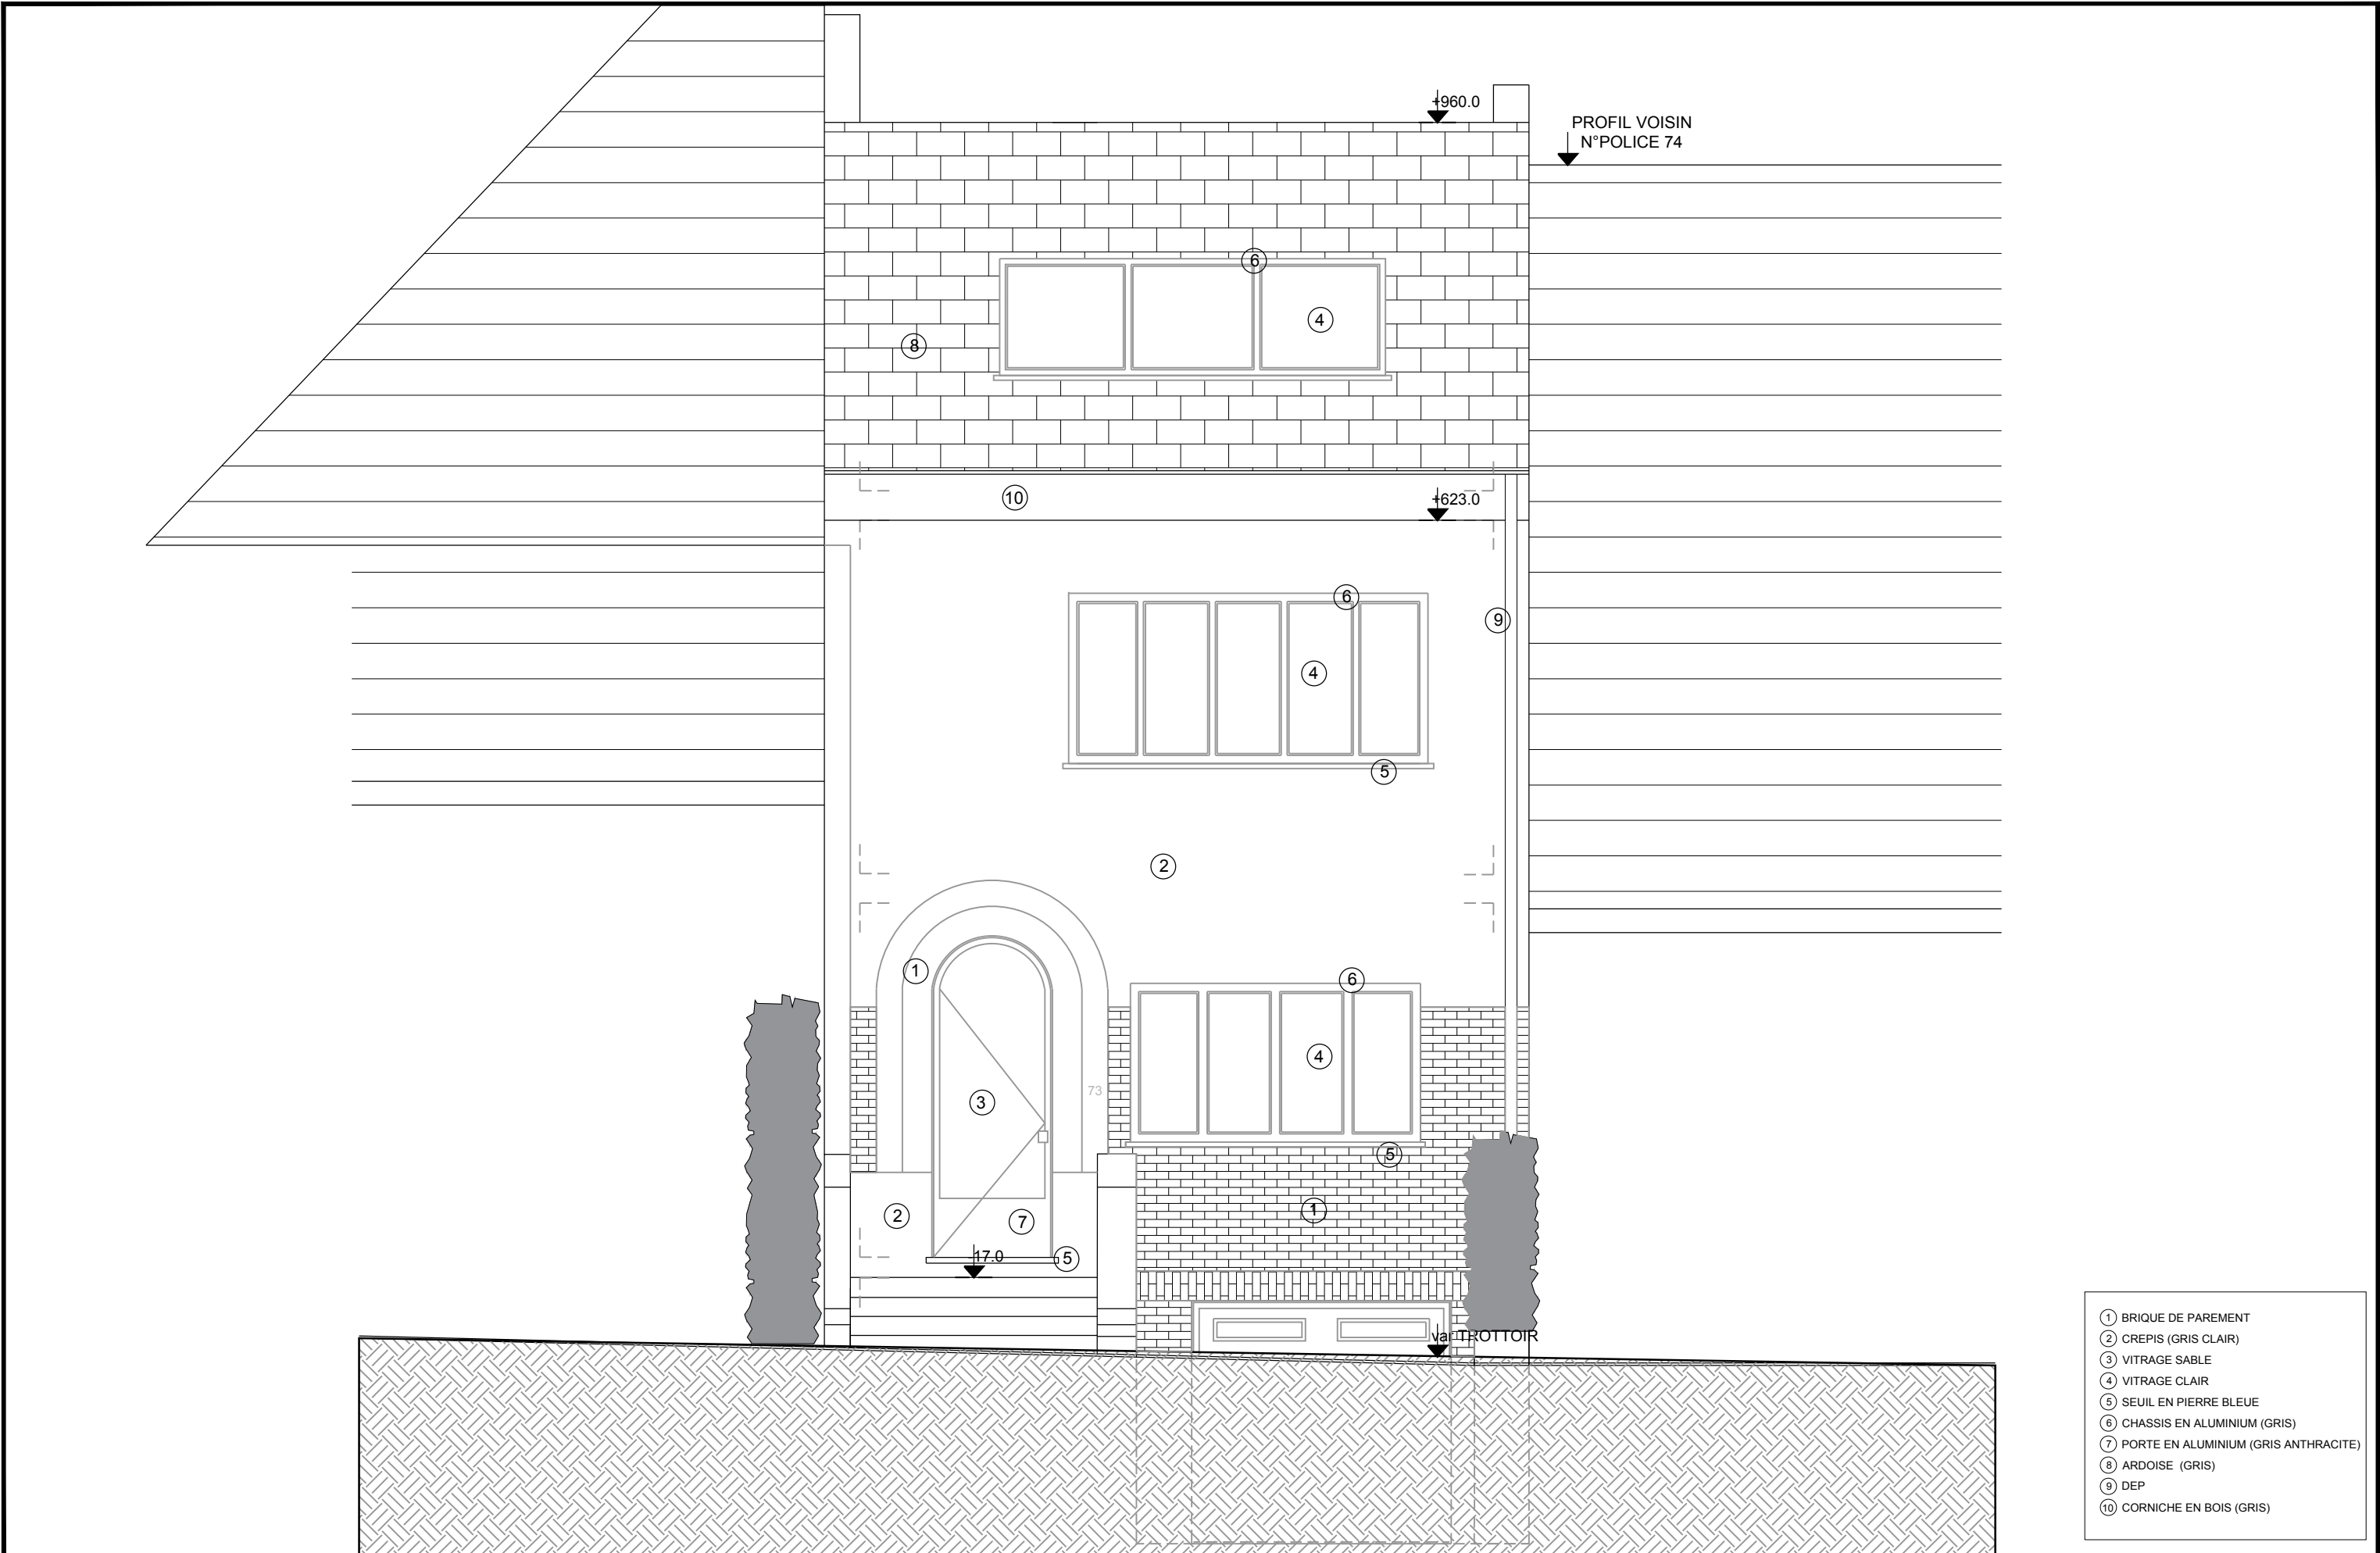 +960.0
PROFIL VOISIN
N°POLICE 74
6
4
8
10
+623.0
6
9
4
5
2
1
6
4
73
3
5
1
2
7
-17.0
5
var TROTTOIR
1 BRIQUE DE PAREMENT
2 CREPIS (GRIS CLAIR)
3 VITRAGE SABLE
4 VITRAGE CLAIR
5 SEUIL EN PIERRE BLEUE
6 CHASSIS EN ALUMINIUM (GRIS)
7 PORTE EN ALUMINIUM (GRIS ANTHRACITE)
8 ARDOISE (GRIS)
9 DEP
10 CORNICHE EN BOIS (GRIS)